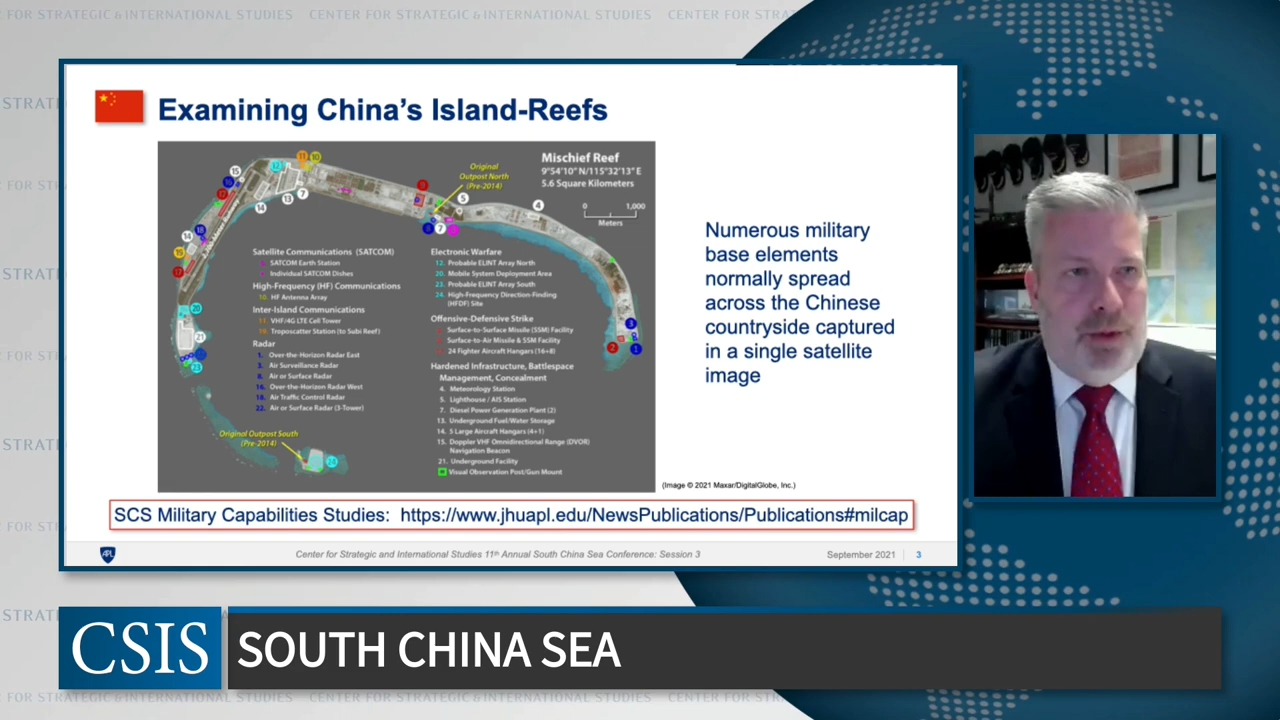 FOR STRATEGIC & INTERNATIONAL STUDIES CENTER FOR STRATEGIC & INTERNATIONAL STUDIES CENTER FOR
Examining China's Island-Reefs
Mischief Reef
9°54'10" N/115°32'13" E
5.6 Square Kilometers
0 1,000
Meters
Original
Outpost North
(Pre-2014)
Satellite Communications (SATCOM)
SATCOM Earth Station
Individual SATCOM Dishes
High-Frequency (HF) Communications
10. HF Antenna Array
Inter-Island Communications
11. VHF/4G LTE Cell Tower
Troposcatter Station (to Subi Reef)
Radar
1. Over-the-Horizon Radar East
3. Air Surveillance Radar
Air or Surface Radar
16. Over-the-Horizon Radar West
18. Air Traffic Control Radar
22. Air or Surface Radar (3-Tower)
Electronic Warfare
12. Probable ELINT Array North
20. Mobile System Deployment Area
23. Probable ELINT Array South
24. High-Frequency Direction-Finding
(HFDF) Site
Offensive-Defensive Strike
Surface-to-Surface Missile (SSM) Facility
Surface-to-Air Missile & SSM Facility
24 Fighter Aircraft Hangars (16+8)
Hardened Infrastructure, Battlespace
Management, Concealment
4. Meteorology Station
5. Lighthouse / AIS Station
7. Diesel Power Generation Plant (2)
13. Underground Fuel/Water Storage
14. 5 Large Aircraft Hangars (4+1)
15. Doppler VHF Omnidirectional Range (DVOR)
Navigation Beacon
21. Underground Facility
Visual Observation Post/Gun Mount
Original Outpost South
(Pre-2014)
Numerous military
base elements
normally spread
across the Chinese
countryside captured
in a single satellite
image
(Image © 2021 Maxar/DigitalGlobe, Inc.)
SCS Military Capabilities Studies: https://www.jhuapl.edu/NewsPublications/Publications#milcap
APL
Center for Strategic and International Studies 11th Annual South China Sea Conference: Session 3
September 2021 3
CSIS
SOUTH CHINA SEA
FOR STRATEGIC & INTERNATIONAL STUDIES CENTER FOR STRATEGIC & INTERNATIONAL STUDIES CENTER FOR